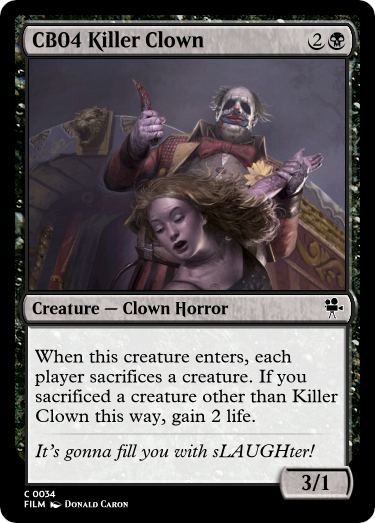 CB04 Killer Clown 2
Creature — Clown Horror
When this creature enters, each
player sacrifices a creature. If you
sacrificed a creature other than Killer
Clown this way, gain 2 life.
It's gonna fill you with sLAUGHter!
3/1
C 0034
FILM Donald Caron